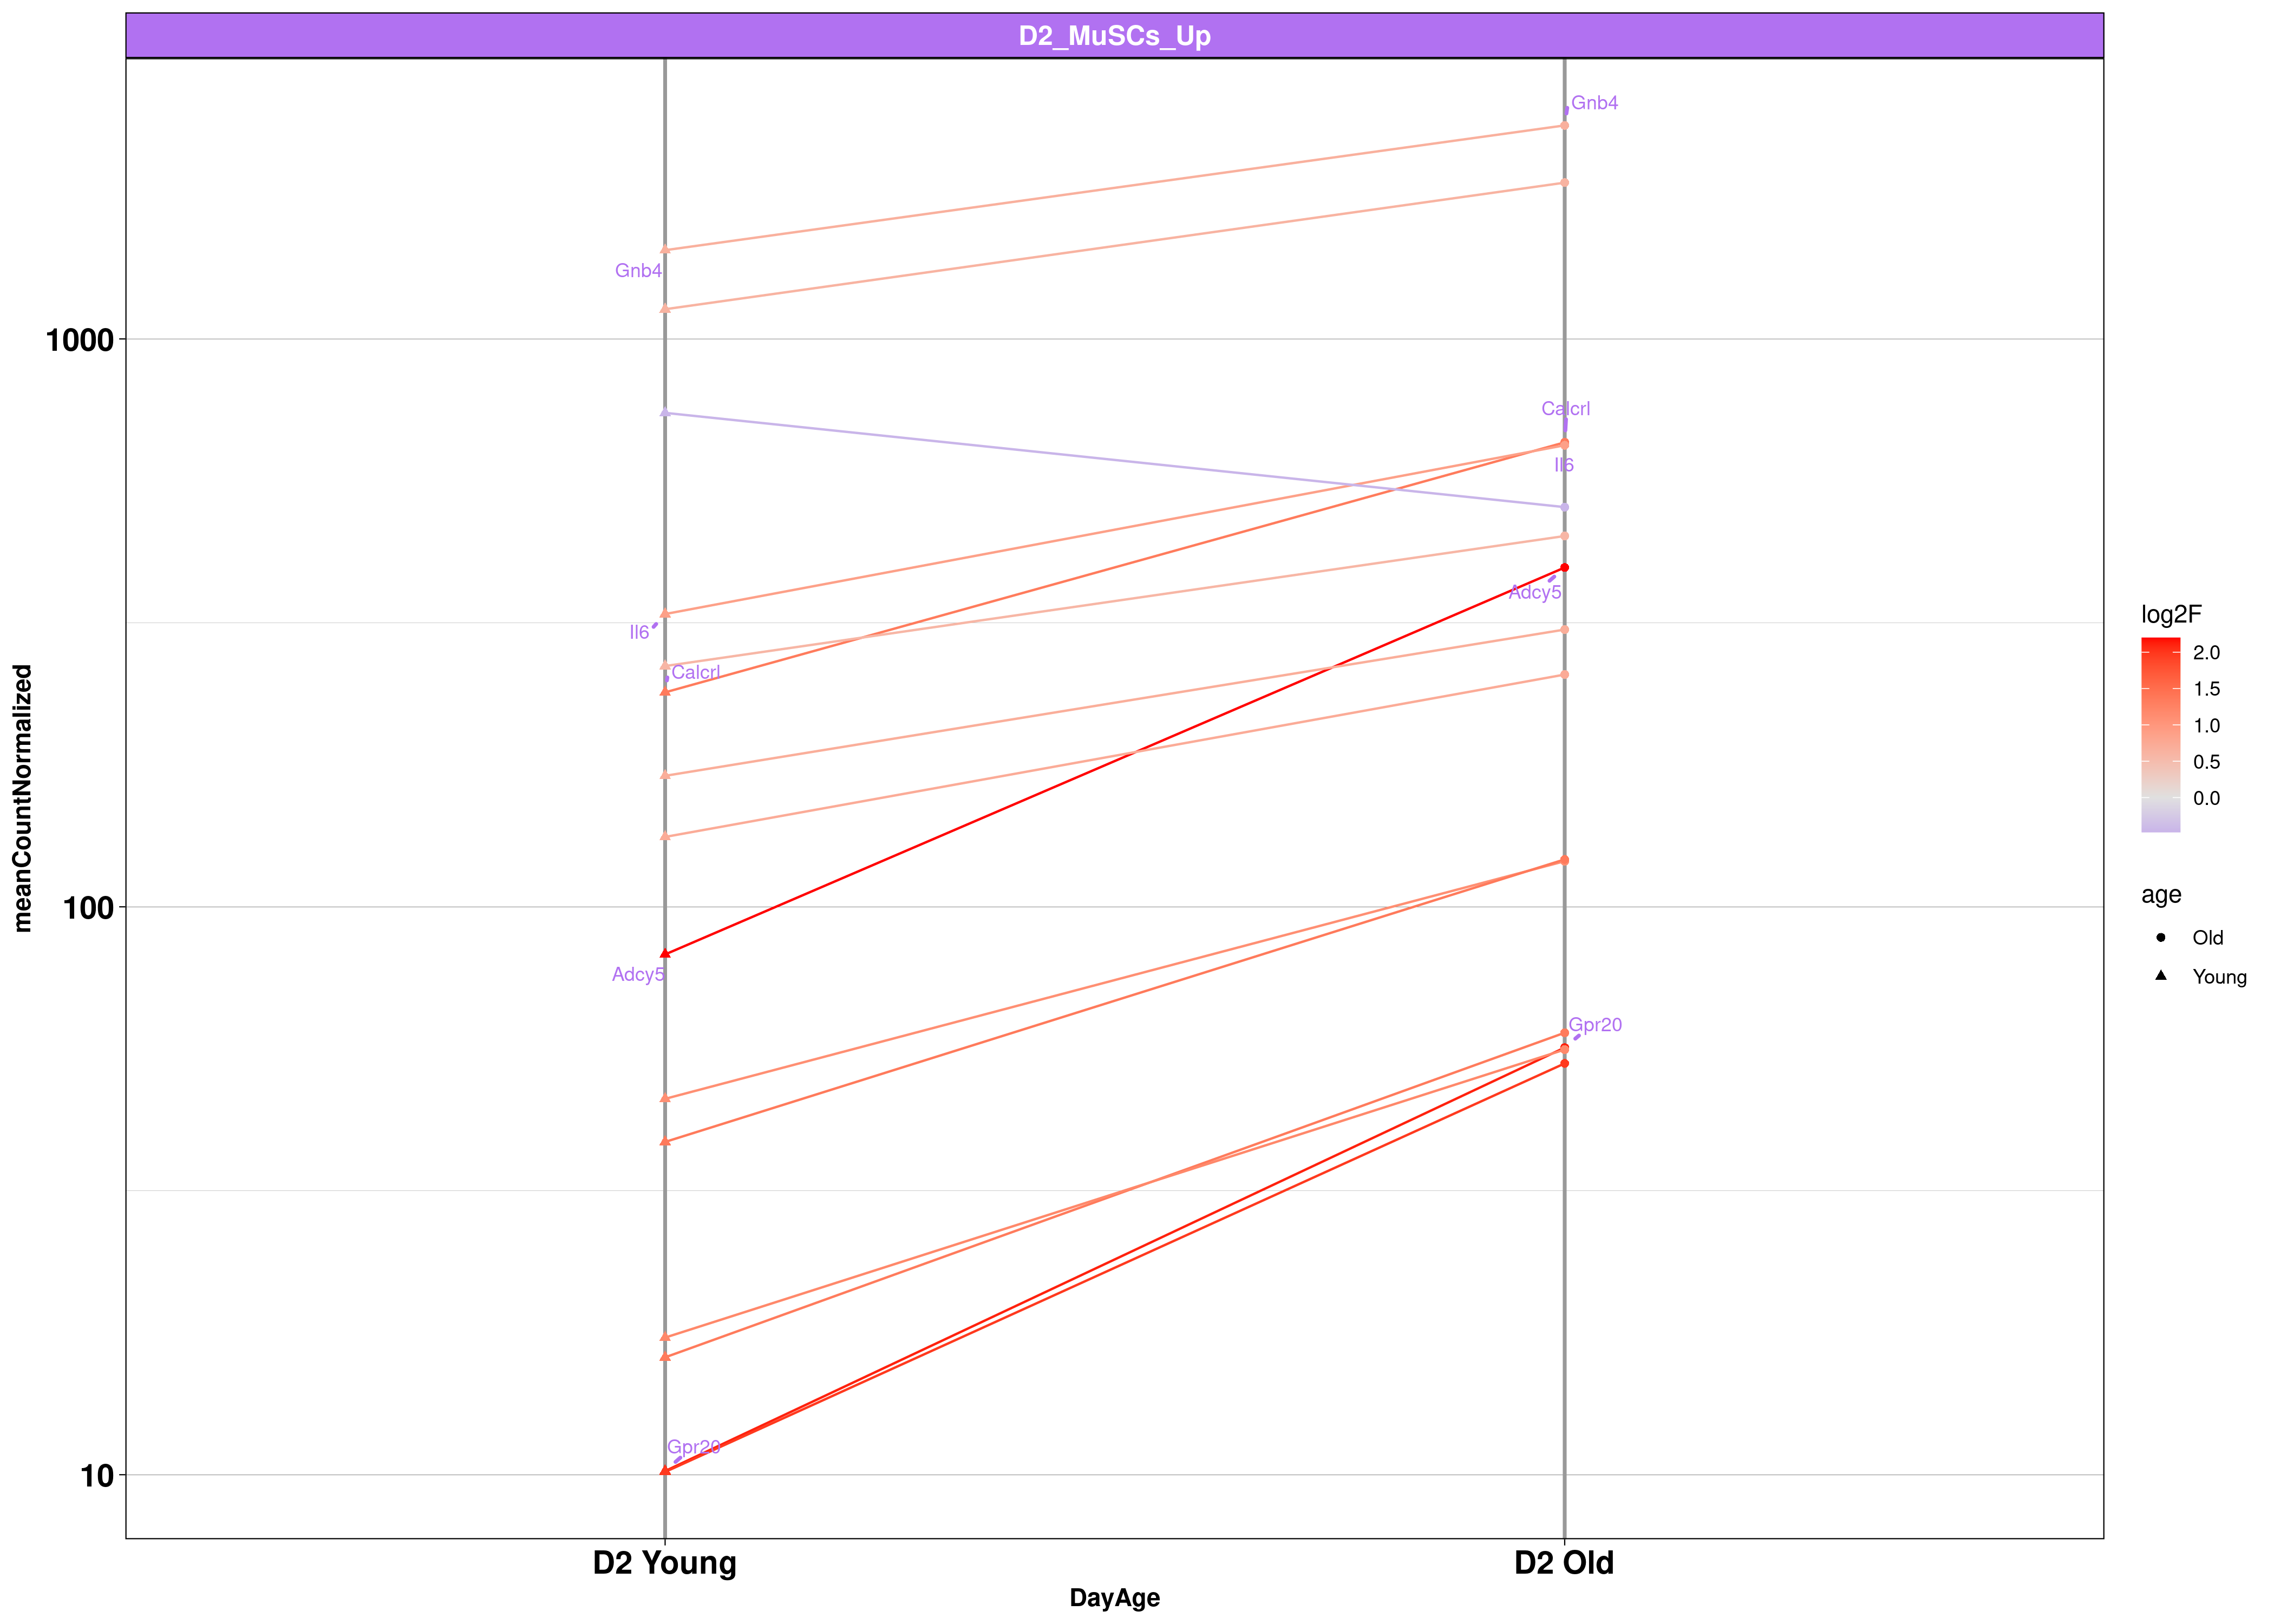 D2_MuSCs_Up
Gnb4
Gnb4
1000
Calcrl
Il6
Adcy5
Il6
Calcrl
100
Adcy5
Gpr20
Gpr20
10
meanCountNormalized
D2 Young
D2 Old
DayAge
log2F
2.0
1.5
1.0
0.5
0.0
age
Old
Young